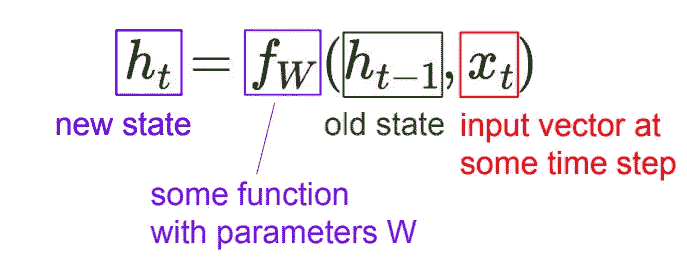 h_t = f_W(h_{t-1}, x_t)
new state
old state
input vector at
some time step
some function
with parameters W